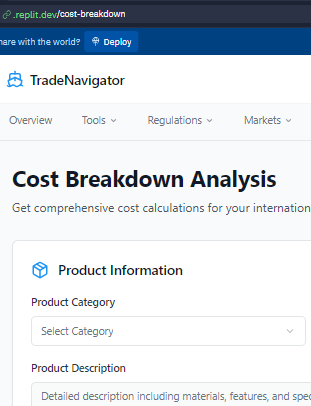 .replit.dev/cost-breakdown
hare with the world?
Deploy
TradeNavigator
Overview
Tools
Regulations
Markets
Cost Breakdown Analysis
Get comprehensive cost calculations for your internation
Product Information
Product Category
Select Category
Product Description
Detailed description including materials, features, and spec